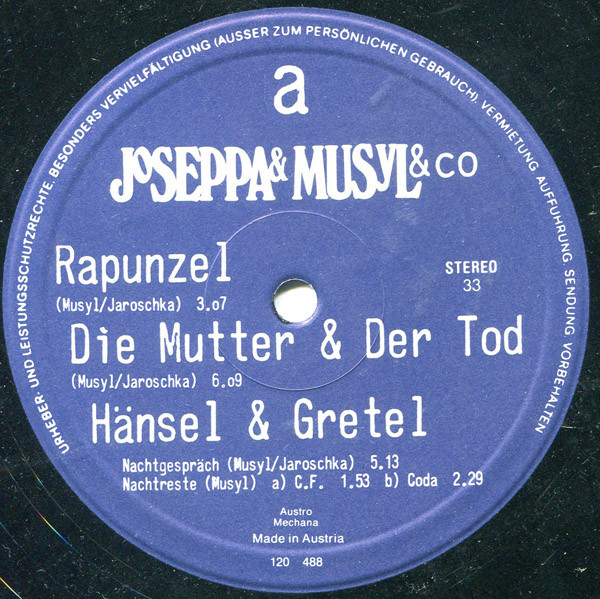 URHEBER- UND LEISTUNGSSCHUTZRECHTE, BESONDERS VERVIELFÄLTIGUNG (AUSSER ZUM PERSÖNLICHEN GEBRAUCH), VERMIETUNG AUFFÜHRUNG, SENDUNG VORBEHALTEN
a
JOSEPPA & MUSYL & CO
Rapunzel
STEREO
33
(Musyl/Jaroschka) 3.o7
Die Mutter & Der Tod
(Musyl/Jaroschka) 6.o9
Hänsel & Gretel
Nachtgespräch (Musyl/Jaroschka) 5.13
Nachtreste (Musyl) a) C.F. 1.53 b) Coda 2.29
Austro
Mechana
Made in Austria
120 488